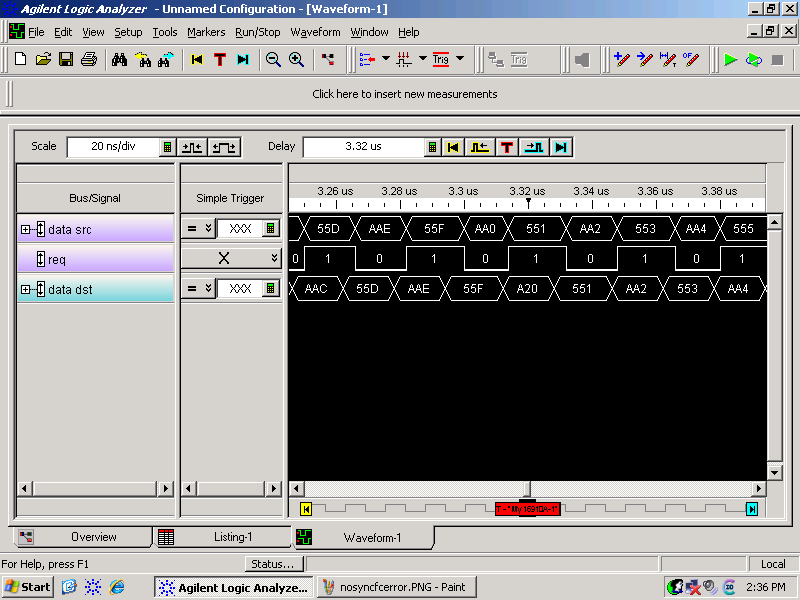 Agilent Logic Analyzer - Unnamed Configuration - [Waveform-1]
File Edit View Setup Tools Markers Run/Stop Waveform Window Help
T Trig Trig
Click here to insert new measurements
Scale 20 ns/div Delay 3.32 us T
Bus/Signal Simple Trigger 3.26 us 3.28 us 3.3 us 3.32 us 3.34 us 3.36 us 3.38 us
data src = XXX 55D AAE 55F AA0 551 AA2 553 AA4 555
req X 0 1 0 1 0 1 0 1 0 1
data dst = XXX AAC 55D AAE 55F A20 551 AA2 553 AA4
Overview Listing-1 Waveform-1
For Help, press F1 Status... Local
Start Agilent Logic Analyze... nosyncfcerror.PNG - Paint 2:36 PM